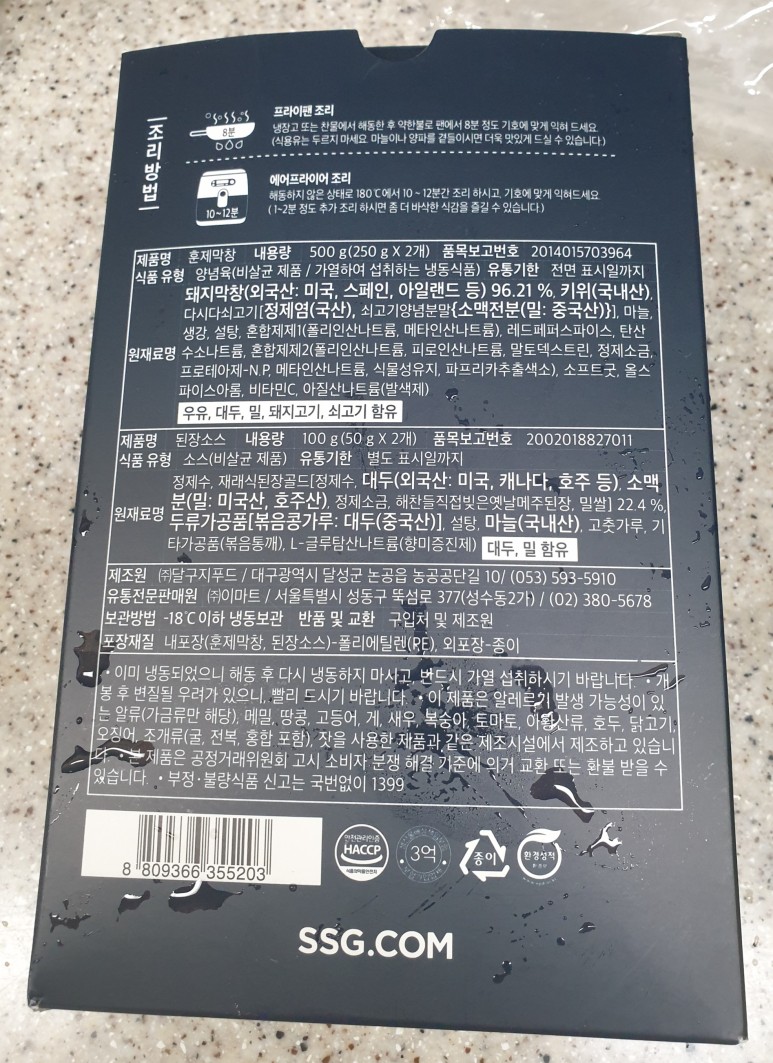 조리방법
프라이팬 조리
8분
냉장고 또는 찬물에서 해동한 후 약한불로 팬에서 8분 정도 기호에 맞게 익혀 드세요.
(식용유는 두르지 마세요. 마늘이나 양파를 곁들이시면 더욱 맛있게 드실 수 있습니다.)
에어프라이어 조리
10~12분
해동하지 않은 상태로 180℃에서 10 ~ 12분간 조리 하시고, 기호에 맞게 익혀드세요.
( 1~2분 정도 추가 조리 하시면 좀 더 바삭한 식감을 즐길 수 있습니다.)
제품명 훈제막창 내용량 500 g(250 g X 2개) 품목보고번호 2014015703964
식품 유형 양념육(비살균 제품 / 가열하여 섭취하는 냉동식품) 유통기한 전면 표시일까지
원재료명
돼지막창(외국산: 미국, 스페인, 아일랜드 등) 96.21 %, 키위(국내산),
다시다쇠고기[정제염(국산), 쇠고기양념분말{소맥전분(밀: 중국산)}], 마늘,
생강, 설탕, 혼합제제1(폴리인산나트륨, 메타인산나트륨), 레드페퍼스파이스, 탄산
수소나트륨, 혼합제제2(폴리인산나트륨, 피로인산나트륨, 말토덱스트린, 정제소금,
프로테아제-N.P, 메타인산나트륨, 식물성유지, 파프리카추출색소), 소프트굿, 올스
파이스아롬, 비타민C, 아질산나트륨(발색제)
우유, 대두, 밀, 돼지고기, 쇠고기 함유
제품명 된장소스 내용량 100 g(50 g X 2개) 품목보고번호 2002018827011
식품 유형 소스(비살균 제품) 유통기한 별도 표시일까지
원재료명
정제수, 재래식된장골드[정제수, 대두(외국산: 미국, 캐나다, 호주 등), 소맥
분(밀: 미국산, 호주산), 정제소금, 해찬들직접빚은옛날메주된장, 밀쌀] 22.4 %,
두류가공품[볶음콩가루: 대두(중국산)], 설탕, 마늘(국내산), 고춧가루, 기
타가공품(볶음통깨), L-글루탐산나트륨(향미증진제) 대두, 밀 함유
제조원 ㈜달구지푸드 / 대구광역시 달성군 논공읍 농공공단길 10/ (053) 593-5910
유통전문판매원 ㈜이마트 / 서울특별시 성동구 뚝섬로 377(성수동2가) / (02) 380-5678
보관방법 -18℃ 이하 냉동보관 반품 및 교환 구입처 및 제조원
포장재질 내포장(훈제막창, 된장소스)-폴리에틸렌(PE), 외포장-종이
• 이미 냉동되었으니 해동 후 다시 냉동하지 마시고, 반드시 가열 섭취하시기 바랍니다. • 개
봉 후 변질될 우려가 있으니, 빨리 드시기 바랍니다. • 이 제품은 알레르기 발생 가능성이 있
는 알류(가금류만 해당), 메밀, 땅콩, 고등어, 게, 새우, 복숭아, 토마토, 아황산류, 호두, 닭고기,
오징어, 조개류(굴, 전복, 홍합 포함), 잣을 사용한 제품과 같은 제조시설에서 제조하고 있습니
다. • 본 제품은 공정거래위원회 고시 소비자 분쟁 해결 기준에 의거 교환 또는 환불 받을 수
있습니다. • 부정·불량식품 신고는 국번없이 1399
8 809366 355203
안전관리인증
HACCP
식품의약품안전처
3억
종이
환경성적
환경부
SSG.COM